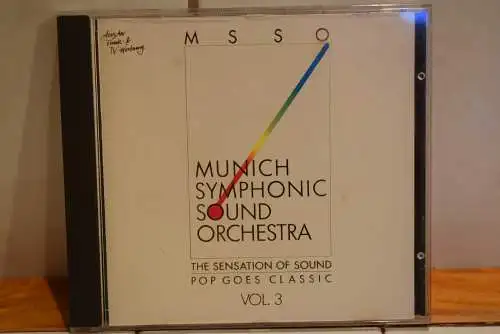 M S S O
MUNICH
SYMPHONIC
SOUND
ORCHESTRA
THE SENSATION OF SOUND
POP GOES CLASSIC
VOL. 3